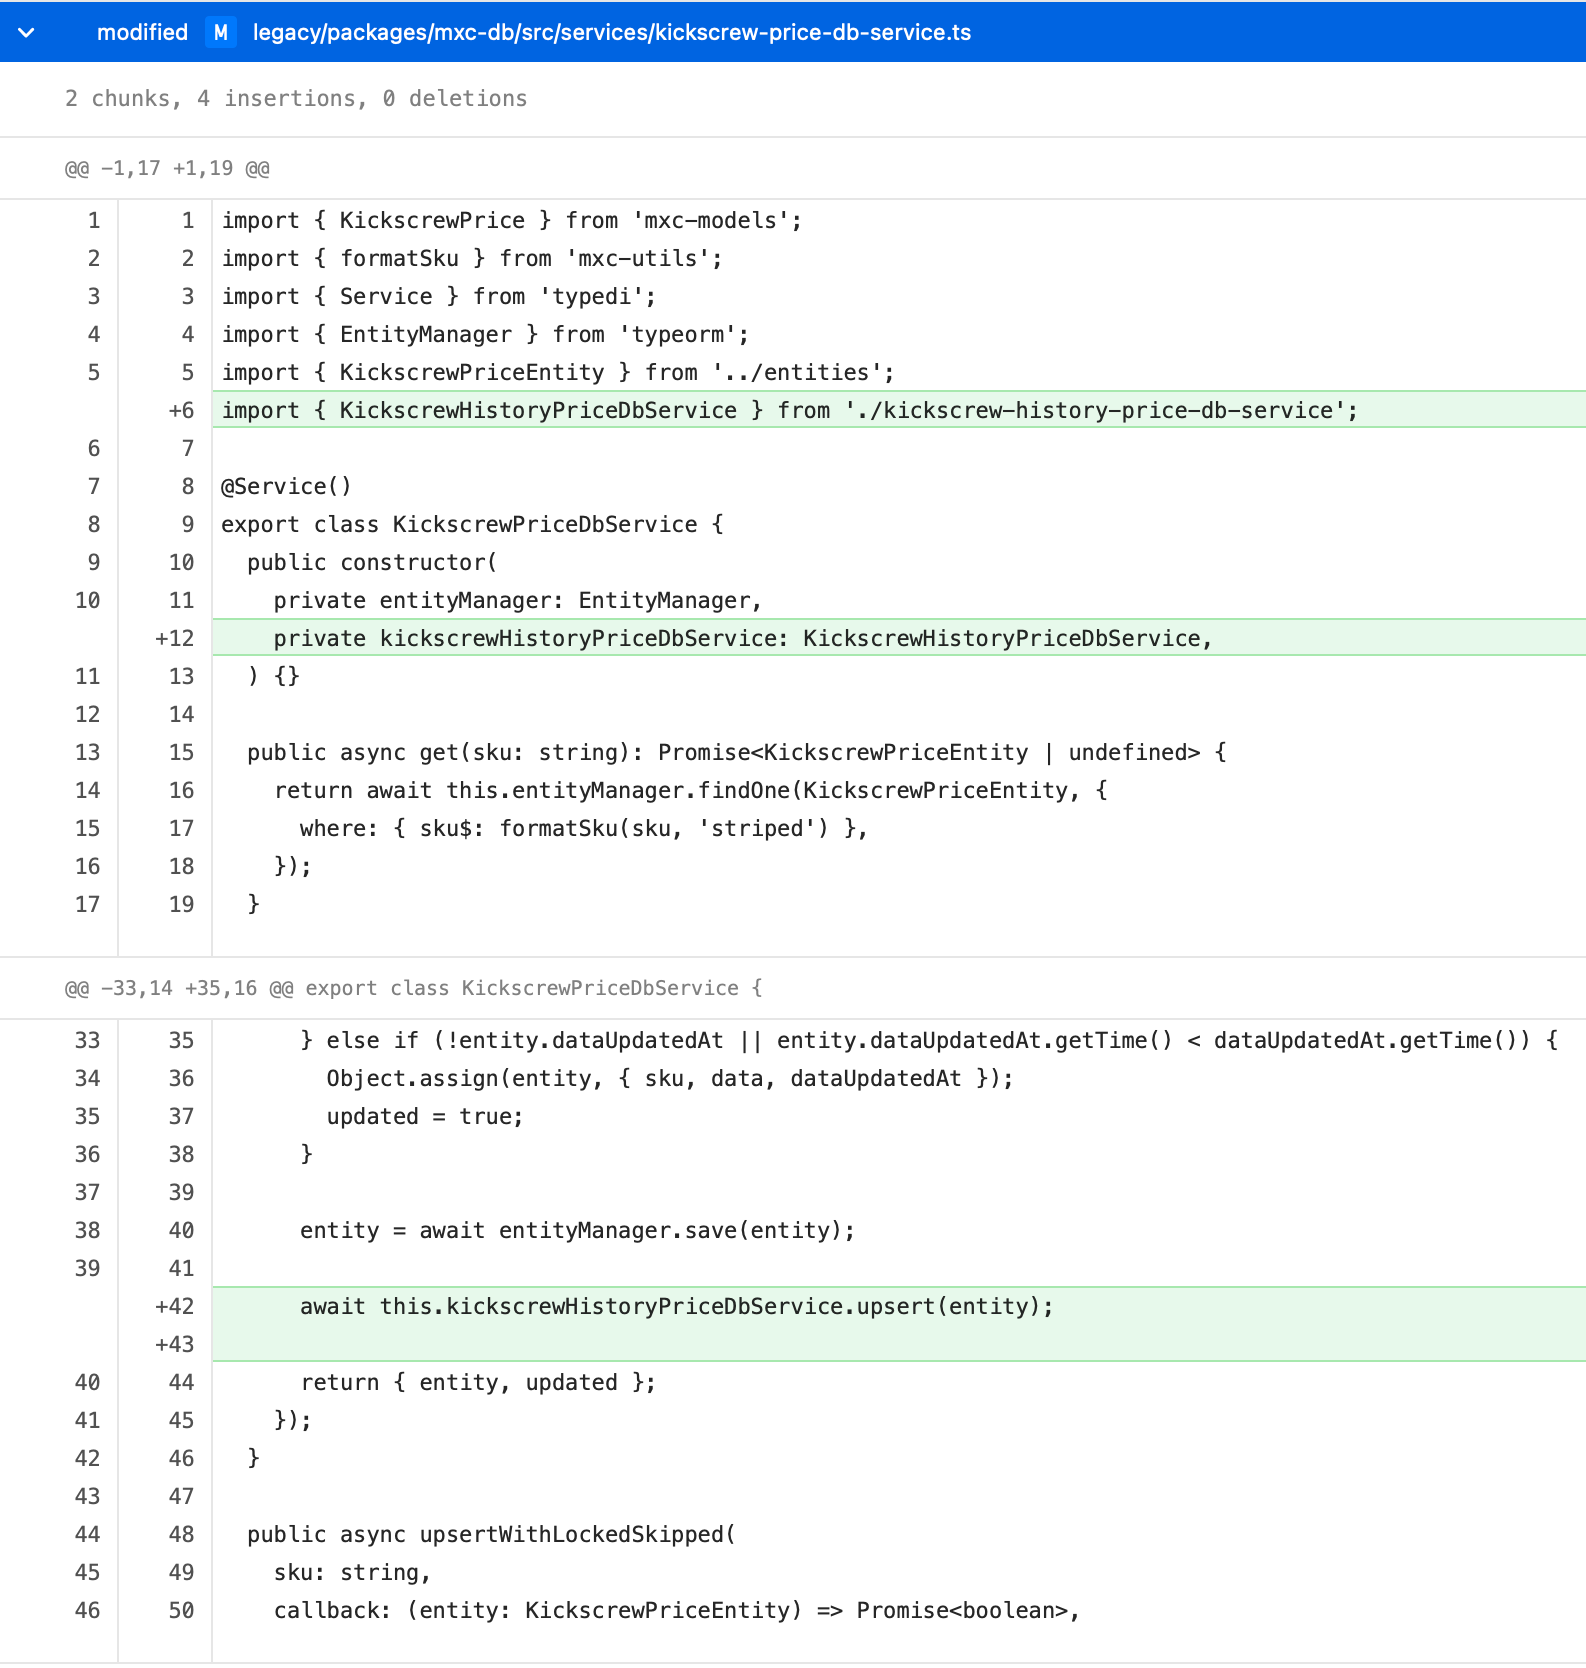 modified M legacy/packages/mxc-db/src/services/kickscrew-price-db-service.ts
2 chunks, 4 insertions, 0 deletions
@@ -1,17 +1,19 @@
1 1 import { KickscrewPrice } from 'mxc-models';
2 2 import { formatSku } from 'mxc-utils';
3 3 import { Service } from 'typedi';
4 4 import { EntityManager } from 'typeorm';
5 5 import { KickscrewPriceEntity } from '../entities';
+6 import { KickscrewHistoryPriceDbService } from './kickscrew-history-price-db-service';
6 7
7 8 @Service()
8 9 export class KickscrewPriceDbService {
9 10 public constructor(
10 11 private entityManager: EntityManager,
+12 private kickscrewHistoryPriceDbService: KickscrewHistoryPriceDbService,
11 13 ) {}
12 14
13 15 public async get(sku: string): Promise<KickscrewPriceEntity | undefined> {
14 16 return await this.entityManager.findOne(KickscrewPriceEntity, {
15 17 where: { sku$: formatSku(sku, 'striped') },
16 18 });
17 19 }
@@ -33,14 +35,16 @@ export class KickscrewPriceDbService {
33 35 } else if (!entity.dataUpdatedAt || entity.dataUpdatedAt.getTime() < dataUpdatedAt.getTime()) {
34 36 Object.assign(entity, { sku, data, dataUpdatedAt });
35 37 updated = true;
36 38 }
37 39
38 40 entity = await entityManager.save(entity);
39 41
+42 await this.kickscrewHistoryPriceDbService.upsert(entity);
+43
40 44 return { entity, updated };
41 45 });
42 46 }
43 47
44 48 public async upsertWithLockedSkipped(
45 49 sku: string,
46 50 callback: (entity: KickscrewPriceEntity) => Promise<boolean>,